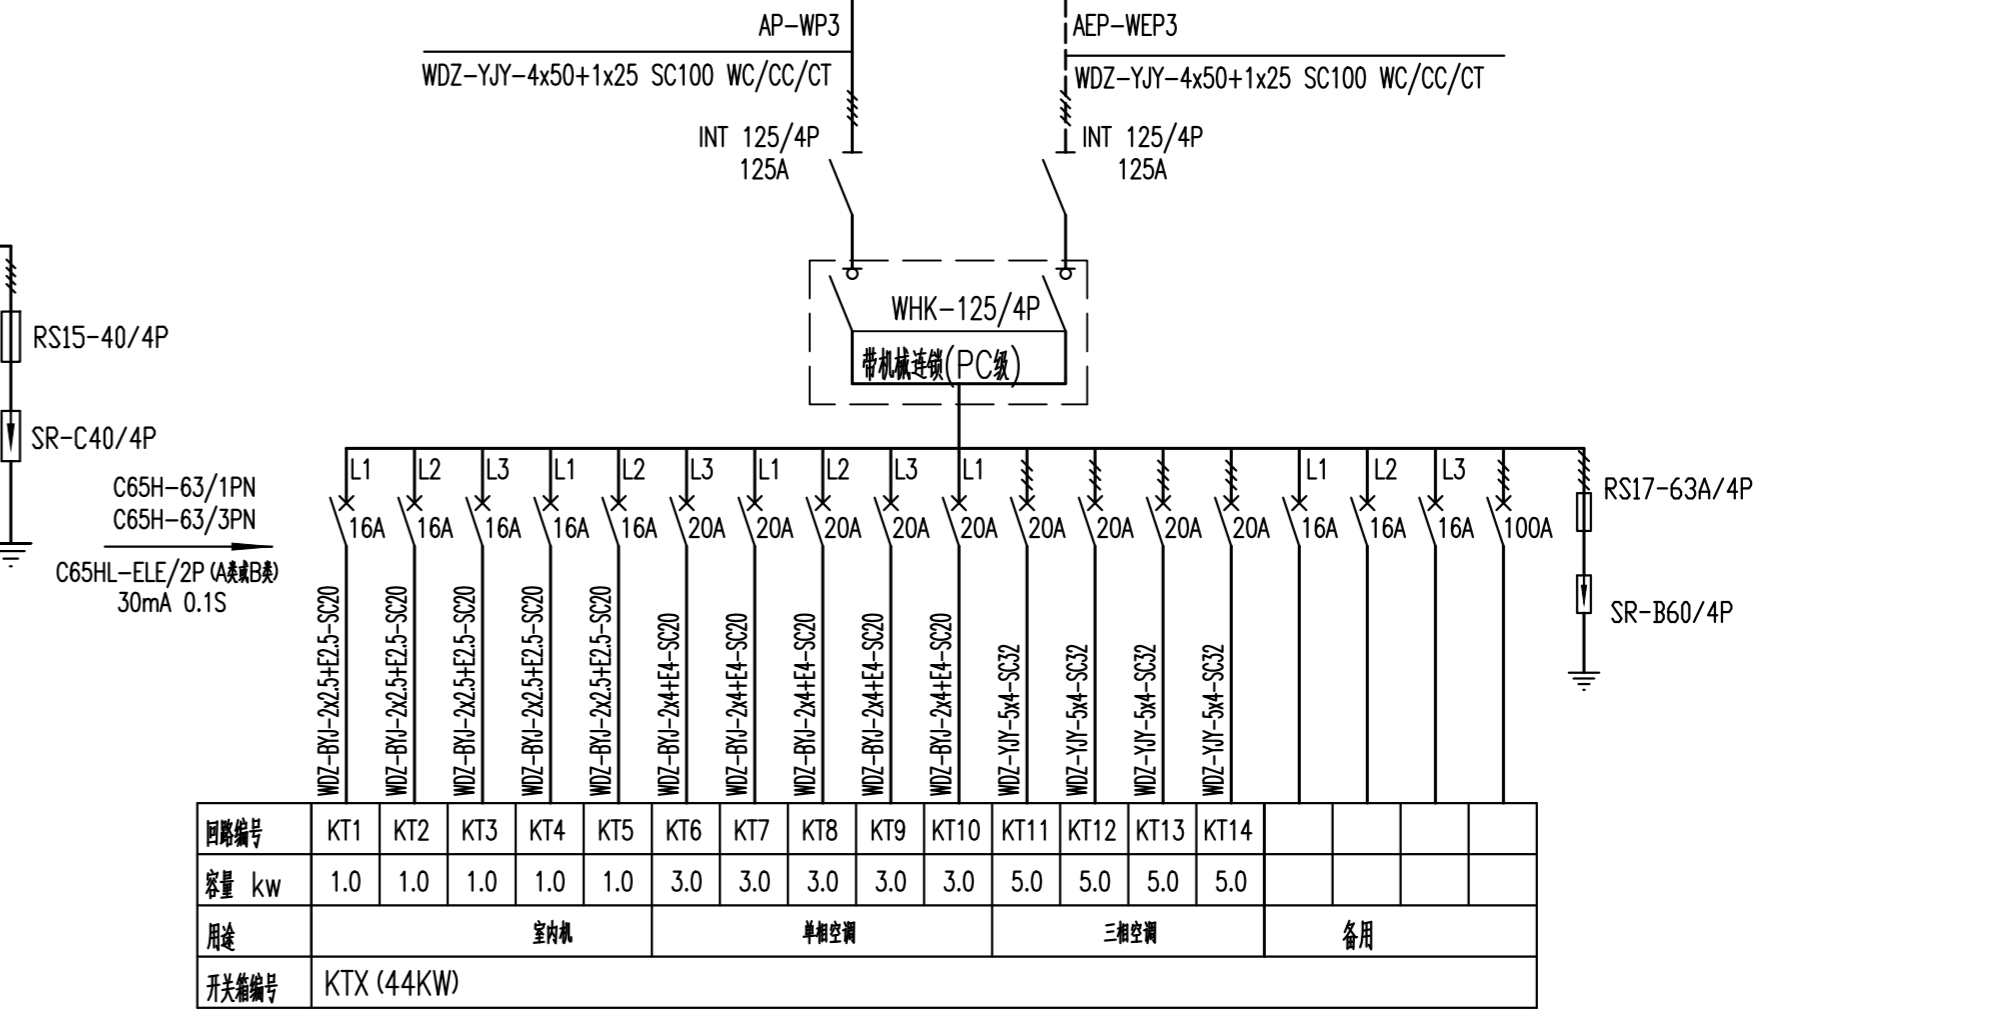 AP-WP3
AEP-WEP3
WDZ-YJY-4x50+1x25 SC100 WC/CC/CT
WDZ-YJY-4x50+1x25 SC100 WC/CC/CT
INT 125/4P
125A
INT 125/4P
125A
WHK-125/4P
带机械连锁(PC级)
RS15-40/4P
SR-C40/4P
C65H-63/1PN
C65H-63/3PN
C65HL-ELE/2P (A类或B类)
30mA 0.1S
L1 L2 L3 L1 L2 L3 L1 L2 L3 L1 L1 L2 L3
16A 16A 16A 16A 16A 20A 20A 20A 20A 20A 20A 20A 20A 20A 16A 16A 16A 100A
RS17-63A/4P
SR-B60/4P
WDZ-BYJ-2x2.5+E2.5-SC20
WDZ-BYJ-2x2.5+E2.5-SC20
WDZ-BYJ-2x2.5+E2.5-SC20
WDZ-BYJ-2x2.5+E2.5-SC20
WDZ-BYJ-2x2.5+E2.5-SC20
WDZ-BYJ-2x4+E4-SC20
WDZ-BYJ-2x4+E4-SC20
WDZ-BYJ-2x4+E4-SC20
WDZ-BYJ-2x4+E4-SC20
WDZ-BYJ-2x4+E4-SC20
WDZ-YJY-5x4-SC32
WDZ-YJY-5x4-SC32
WDZ-YJY-5x4-SC32
WDZ-YJY-5x4-SC32
回路编号 KT1 KT2 KT3 KT4 KT5 KT6 KT7 KT8 KT9 KT10 KT11 KT12 KT13 KT14
容量 kw 1.0 1.0 1.0 1.0 1.0 3.0 3.0 3.0 3.0 3.0 5.0 5.0 5.0 5.0
用途 室内机 单相空调 三相空调 备用
开关箱编号 KTX (44KW)